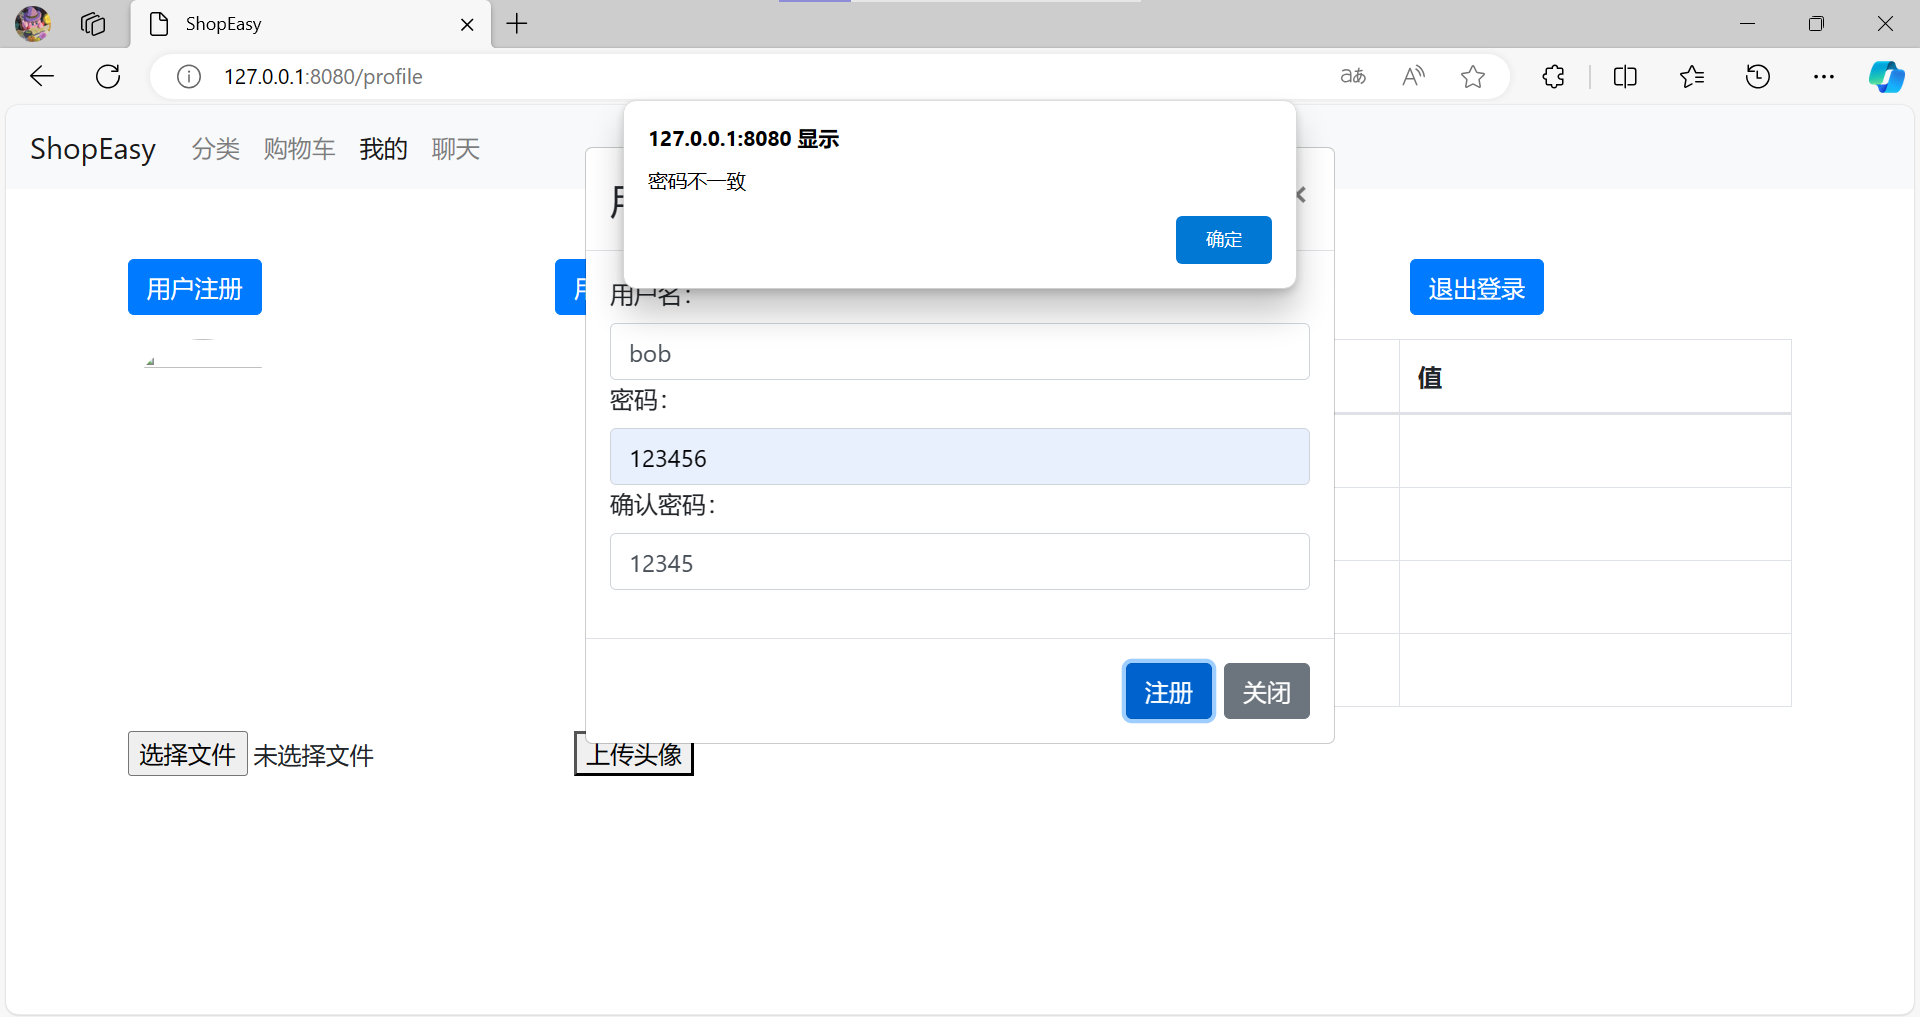 ShopEasy
127.0.0.1:8080/profile
ShopEasy 分类 购物车 我的 聊天
127.0.0.1:8080 显示
密码不一致
确定
用户注册
退出登录
用户名：
bob
值
密码：
123456
确认密码：
12345
注册 关闭
选择文件 未选择文件
上传头像